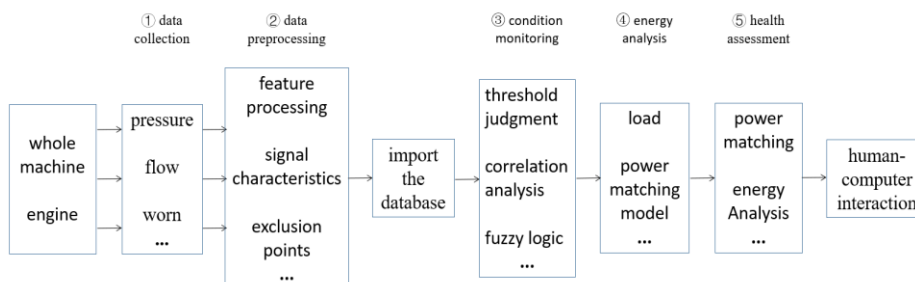 ① data
collection
② data
preprocessing
③ condition
monitoring
④ energy
analysis
⑤ health
assessment
whole
machine
engine
pressure
flow
worn
...
feature
processing
signal
characteristics
exclusion
points
...
import
the
database
threshold
judgment
correlation
analysis
fuzzy logic
...
load
power
matching
model
...
power
matching
energy
Analysis
...
human-
computer
interaction